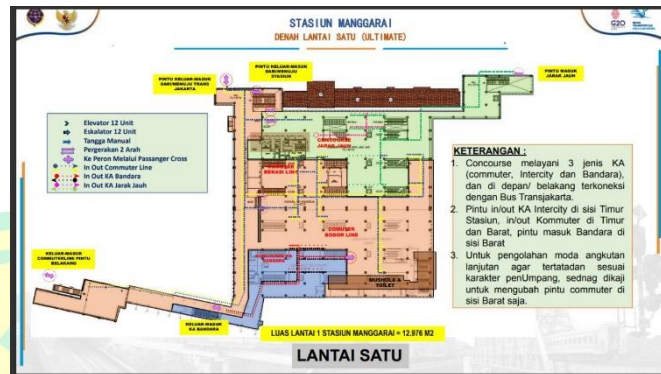 STASIUN MANGGARAI
DENAH LANTAI SATU (ULTIMATE)
G20
PINTU KELUAR-MASUK
DARI/MENUJU
STASIUN
PINTU KELUAR-MASUK
DARI/MENUJU TRANS
JAKARTA
PINTU MASUK
JARAK JAUH
Elevator 12 Unit
Eskalator 12 Unit
Tangga Manual
Pergerakan 2 Arah
Ke Peron Melalui Passanger Cross
In Out Commuter Line
In Out KA Bandara
In Out KA Jarak Jauh
CONCOURSE
JARAK JAUH
BEKASI LINE
BOGOR LINE
KETERANGAN :
1. Concourse melayani 3 jenis KA
(commuter, Intercity dan Bandara),
dan di depan/ belakang terkoneksi
dengan Bus Transjakarta.
2. Pintu in/out KA Intercity di sisi Timur
Stasiun, in/out Kommuter di Timur
dan Barat, pintu masuk Bandara di
sisi Barat
3. Untuk pengolahan moda angkutan
lanjutan agar tertatadan sesuai
karakter penUmpang, sednag dikaji
untuk mengubah pintu commuter di
sisi Barat saja.
KELUAR-MASUK
COMMUTERLINE PINTU
BELAKANG
MUSHOLA &
TOILET
KELUAR-MASUK
KA BANDARA
LUAS LANTAI 1 STASIUN MANGGARAI = 12.976 M2
LANTAI SATU